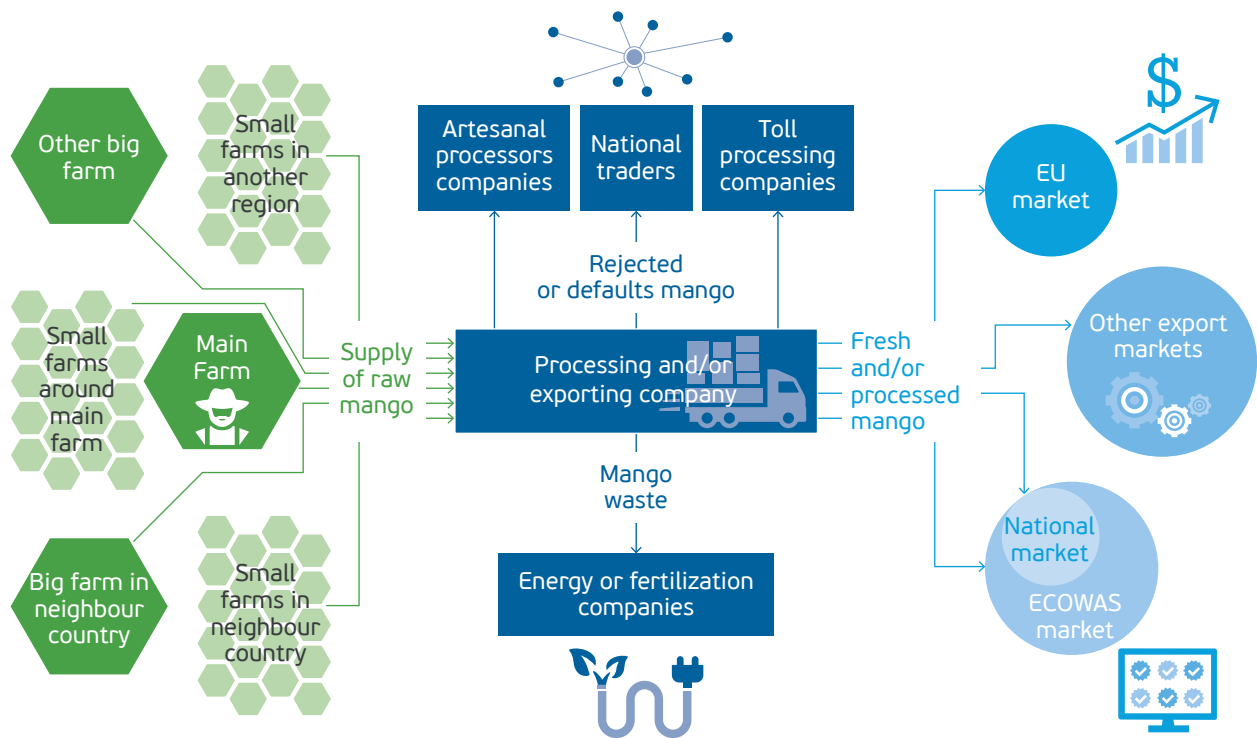 Other big
farm
Small
farms in
another
region
Small
farms
around
main
farm
Main
Farm
Big farm in
neighbour
country
Small
farms in
neighbour
country
Supply
of raw
mango
Artesanal
processors
companies
National
traders
Toll
processing
companies
Rejected
or defaults mango
Processing and/or
exporting company
Mango
waste
Energy or fertilization
companies
Fresh
and/or
processed
mango
$
EU
market
Other export
markets
National
market
ECOWAS
market